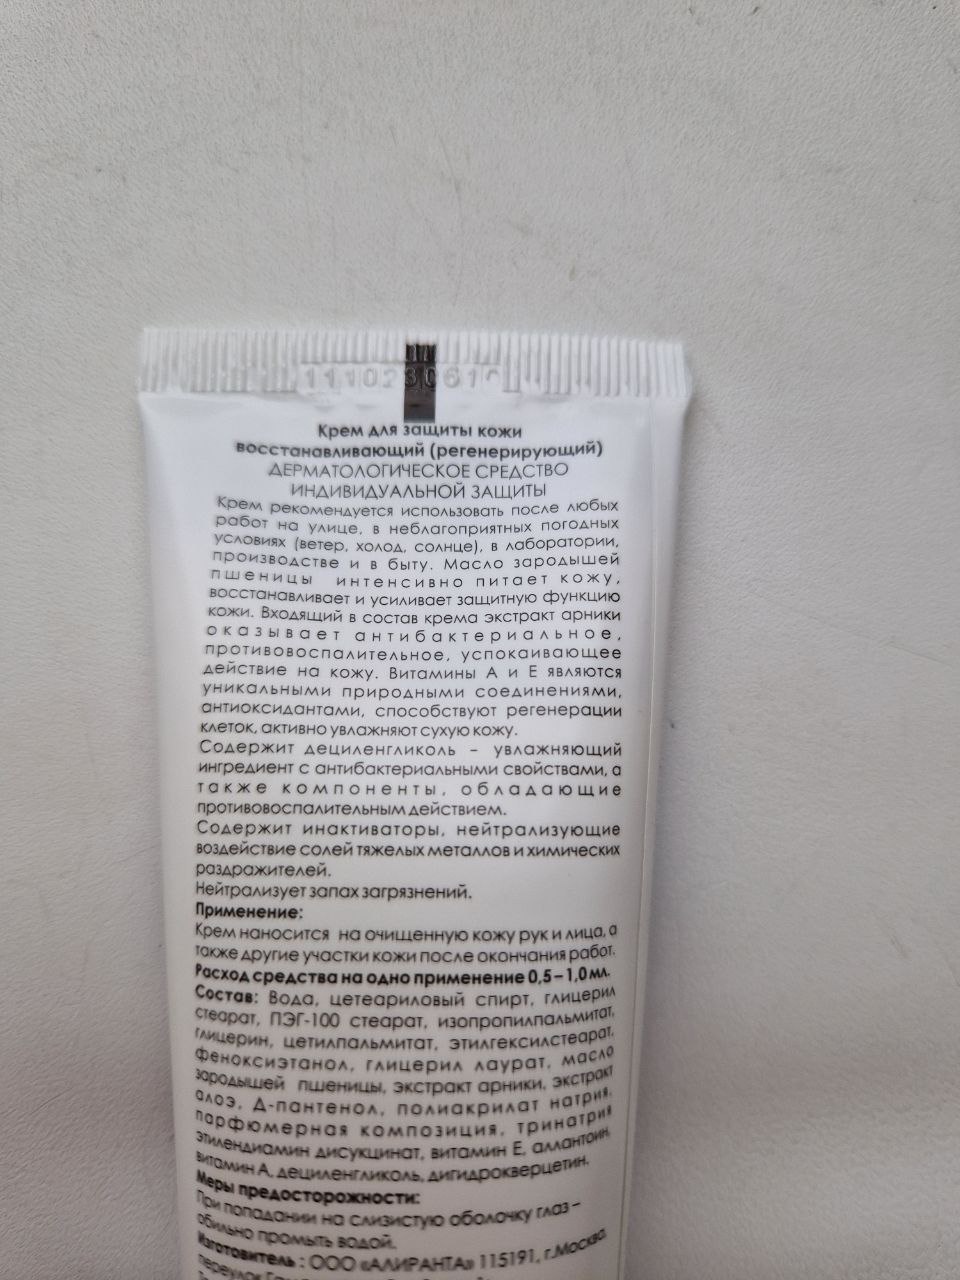 Крем для защиты кожи
восстанавливающий (регенерирующий)
ДЕРМАТОЛОГИЧЕСКОЕ СРЕДСТВО
ИНДИВИДУАЛЬНОЙ ЗАЩИТЫ
Крем рекомендуется использовать после любых
работ на улице, в неблагоприятных погодных
условиях (ветер, холод, солнце), в лаборатории,
производстве и в быту. Масло зародышей
пшеницы интенсивно питает кожу,
восстанавливает и усиливает защитную функцию
кожи. Входящий в состав крема экстракт арники
оказывает антибактериальное,
противовоспалительное, успокаивающее
действие на кожу. Витамины А и Е являются
уникальными природными соединениями,
антиоксидантами, способствуют регенерации
клеток, активно увлажняют сухую кожу.
Содержит дециленгликоль – увлажняющий
ингредиент с антибактериальными свойствами, а
также компоненты, обладающие
противовоспалительным действием.
Содержит инактиваторы, нейтрализующие
воздействие солей тяжелых металлов и химических
раздражителей.
Нейтрализует запах загрязнений.
Применение:
Крем наносится на очищенную кожу рук и лица, а
также другие участки кожи после окончания работ.
Расход средства на одно применение 0,5 – 1,0 мл.
Состав: Вода, цетеариловый спирт, глицерил
стеарат, ПЭГ-100 стеарат, изопропилпальмитат,
глицерин, цетилпальмитат, этилгексилстеарат,
феноксиэтанол, глицерил лаурат, масло
зародышей пшеницы, экстракт арники, экстракт
алоэ, Д-пантенол, полиакрилат натрия,
парфюмерная композиция, тринатрия
этилендиамин дисукцинат, витамин Е, аллантоин,
витамин А, дециленгликоль, дигидрокверцетин.
Меры предосторожности:
При попадании на слизистую оболочку глаз –
обильно промыть водой.
Изготовитель : ООО «АЛИРАНТА» 115191, г.Москва
переулок